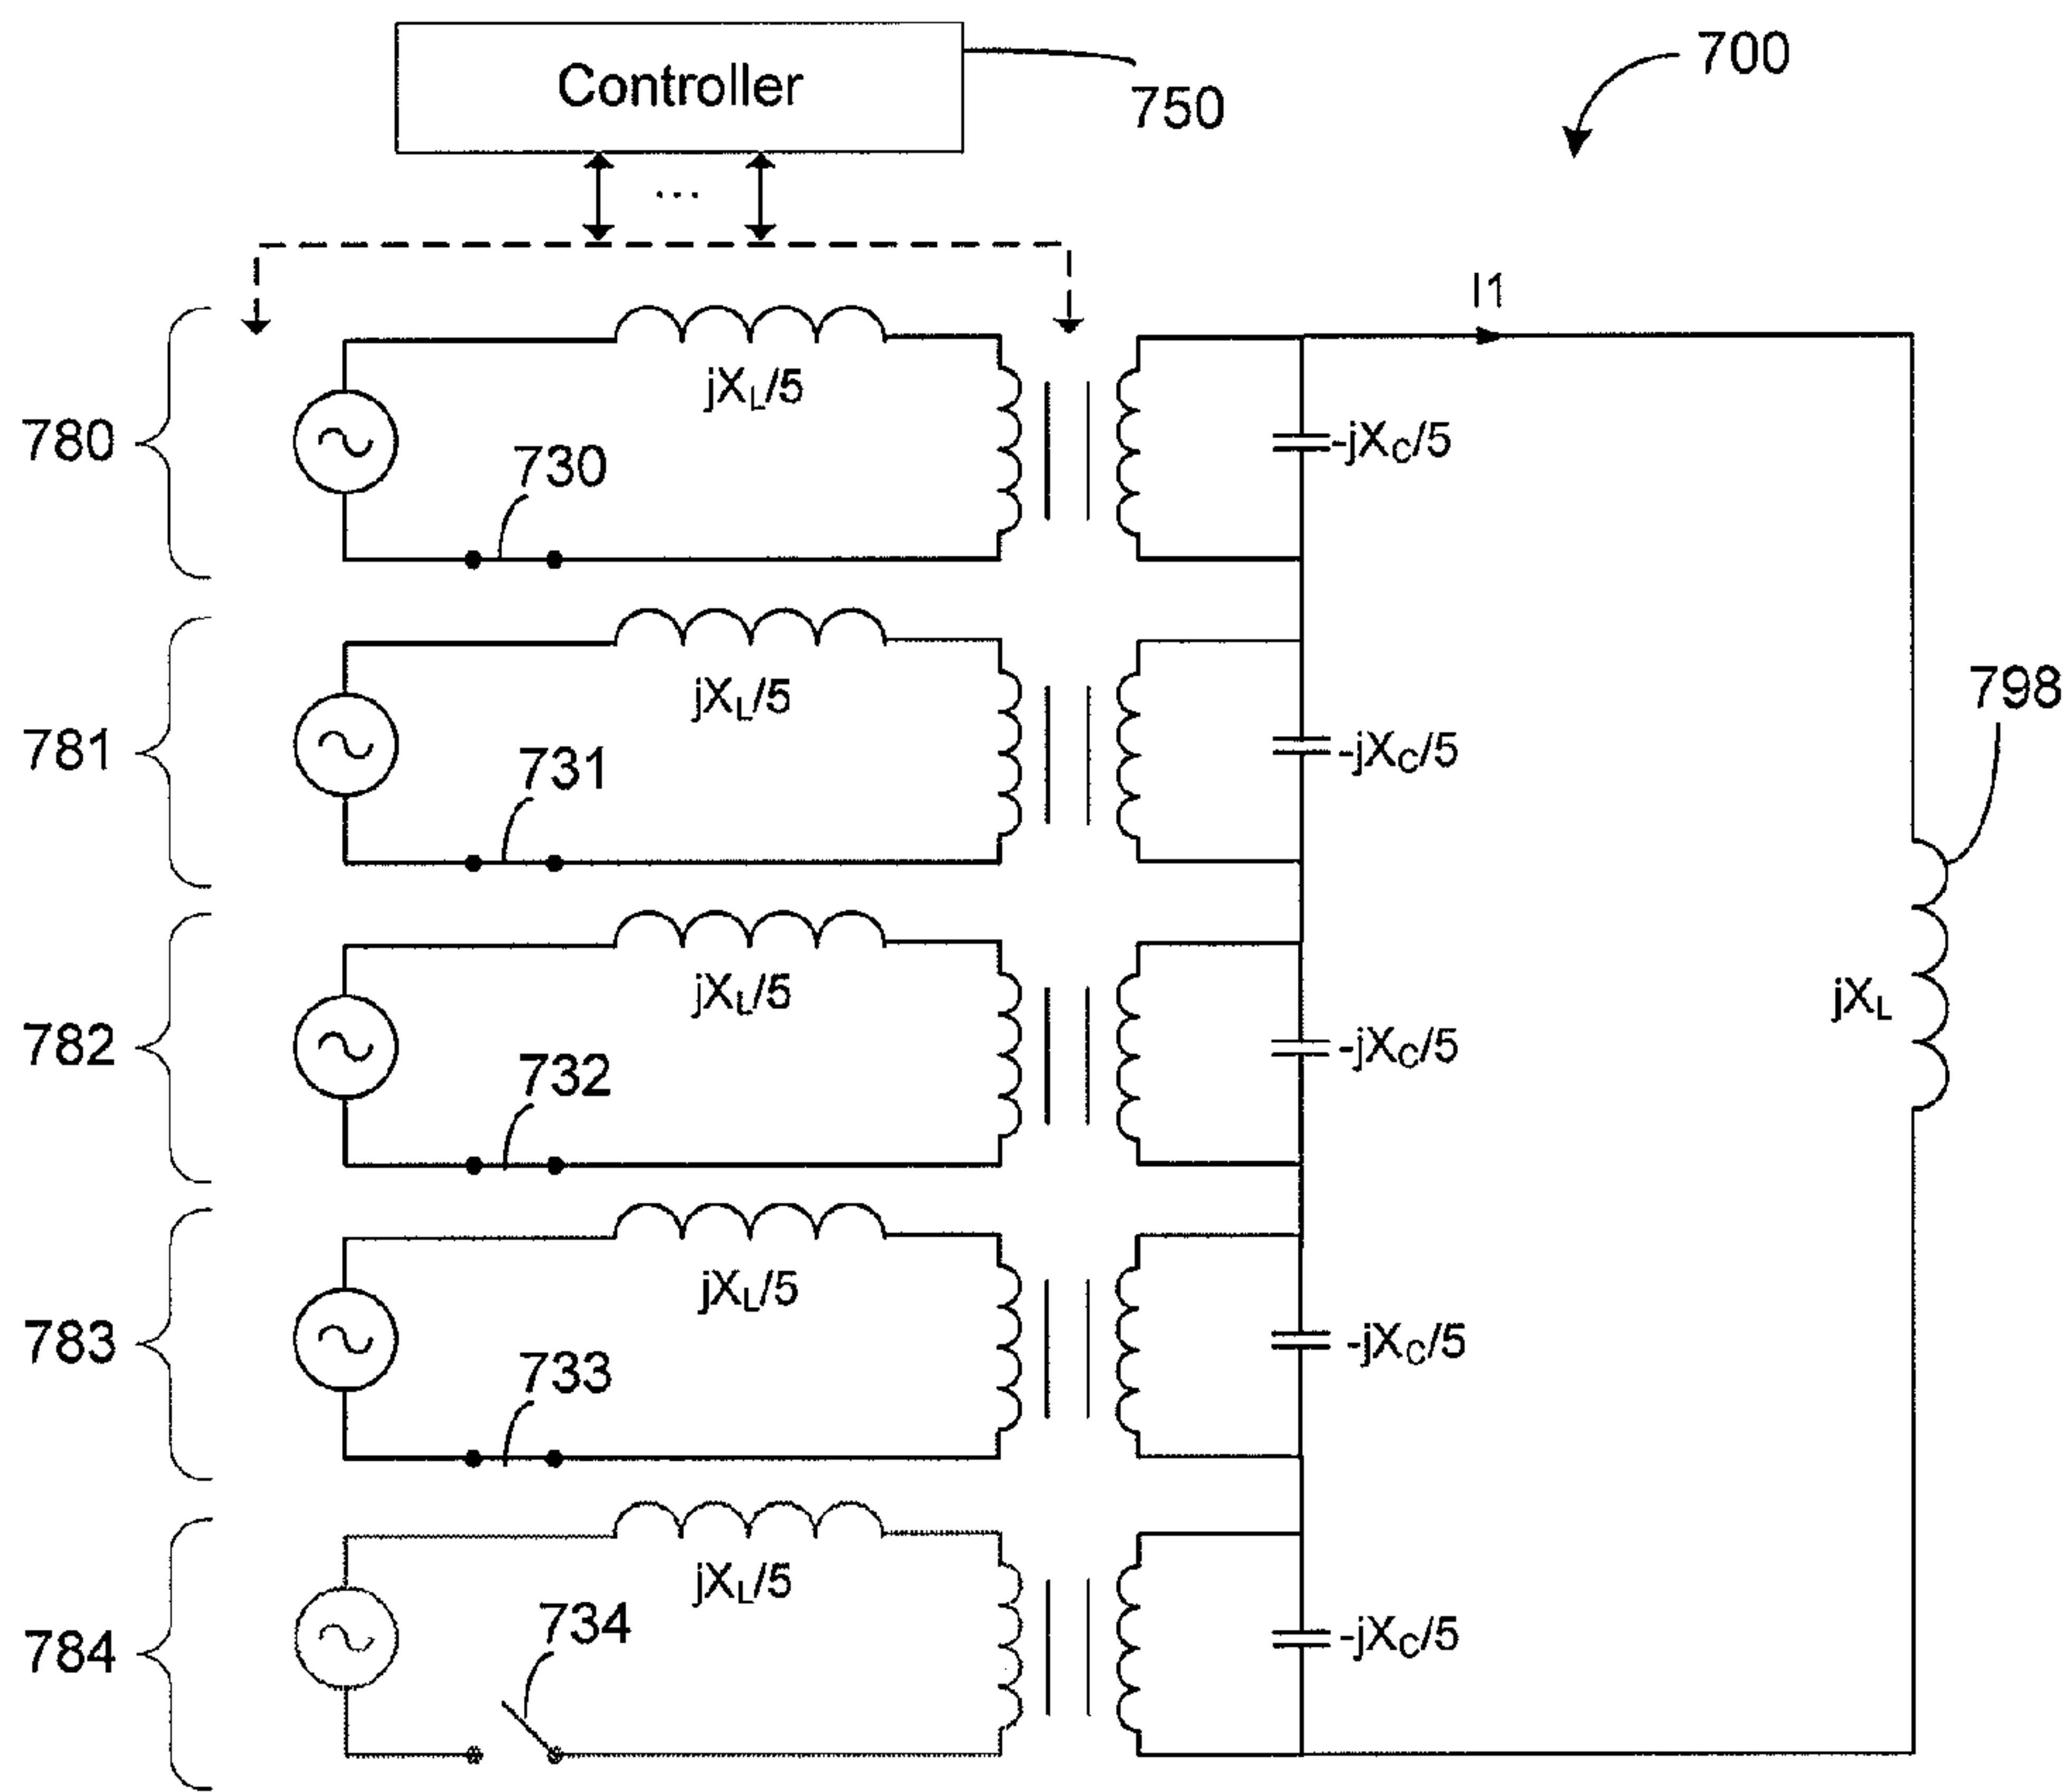 Controller
750
700
...
I1
780
jX_L/5
730
-jX_C/5
781
jX_L/5
731
-jX_C/5
798
782
jX_L/5
732
-jX_C/5
jX_L
783
jX_L/5
733
-jX_C/5
784
jX_L/5
734
-jX_C/5